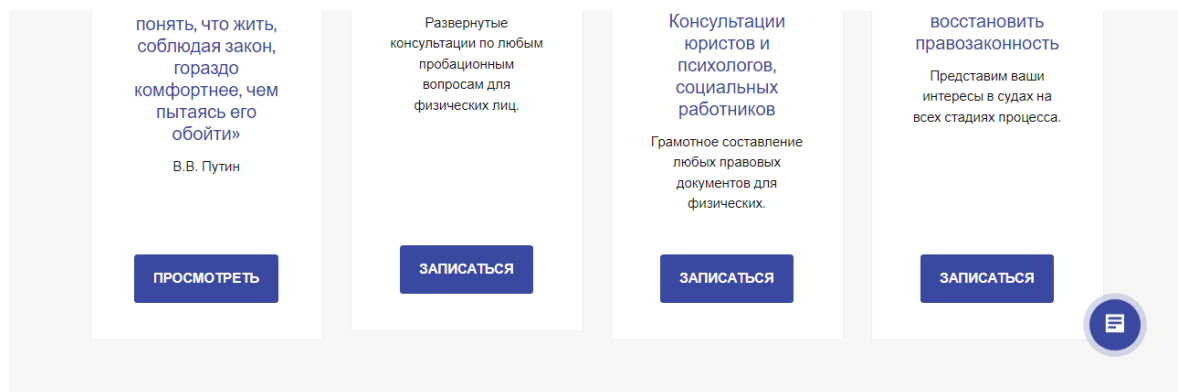 понять, что жить,
соблюдая закон,
гораздо
комфортнее, чем
пытаясь его
обойти»
В.В. Путин
ПРОСМОТРЕТЬ
Развернутые
консультации по любым
пробационным
вопросам для
физических лиц.
ЗАПИСАТЬСЯ
Консультации
юристов и
психологов,
социальных
работников
Грамотное составление
любых правовых
документов для
физических.
ЗАПИСАТЬСЯ
восстановить
правозаконность
Представим ваши
интересы в судах на
всех стадиях процесса.
ЗАПИСАТЬСЯ